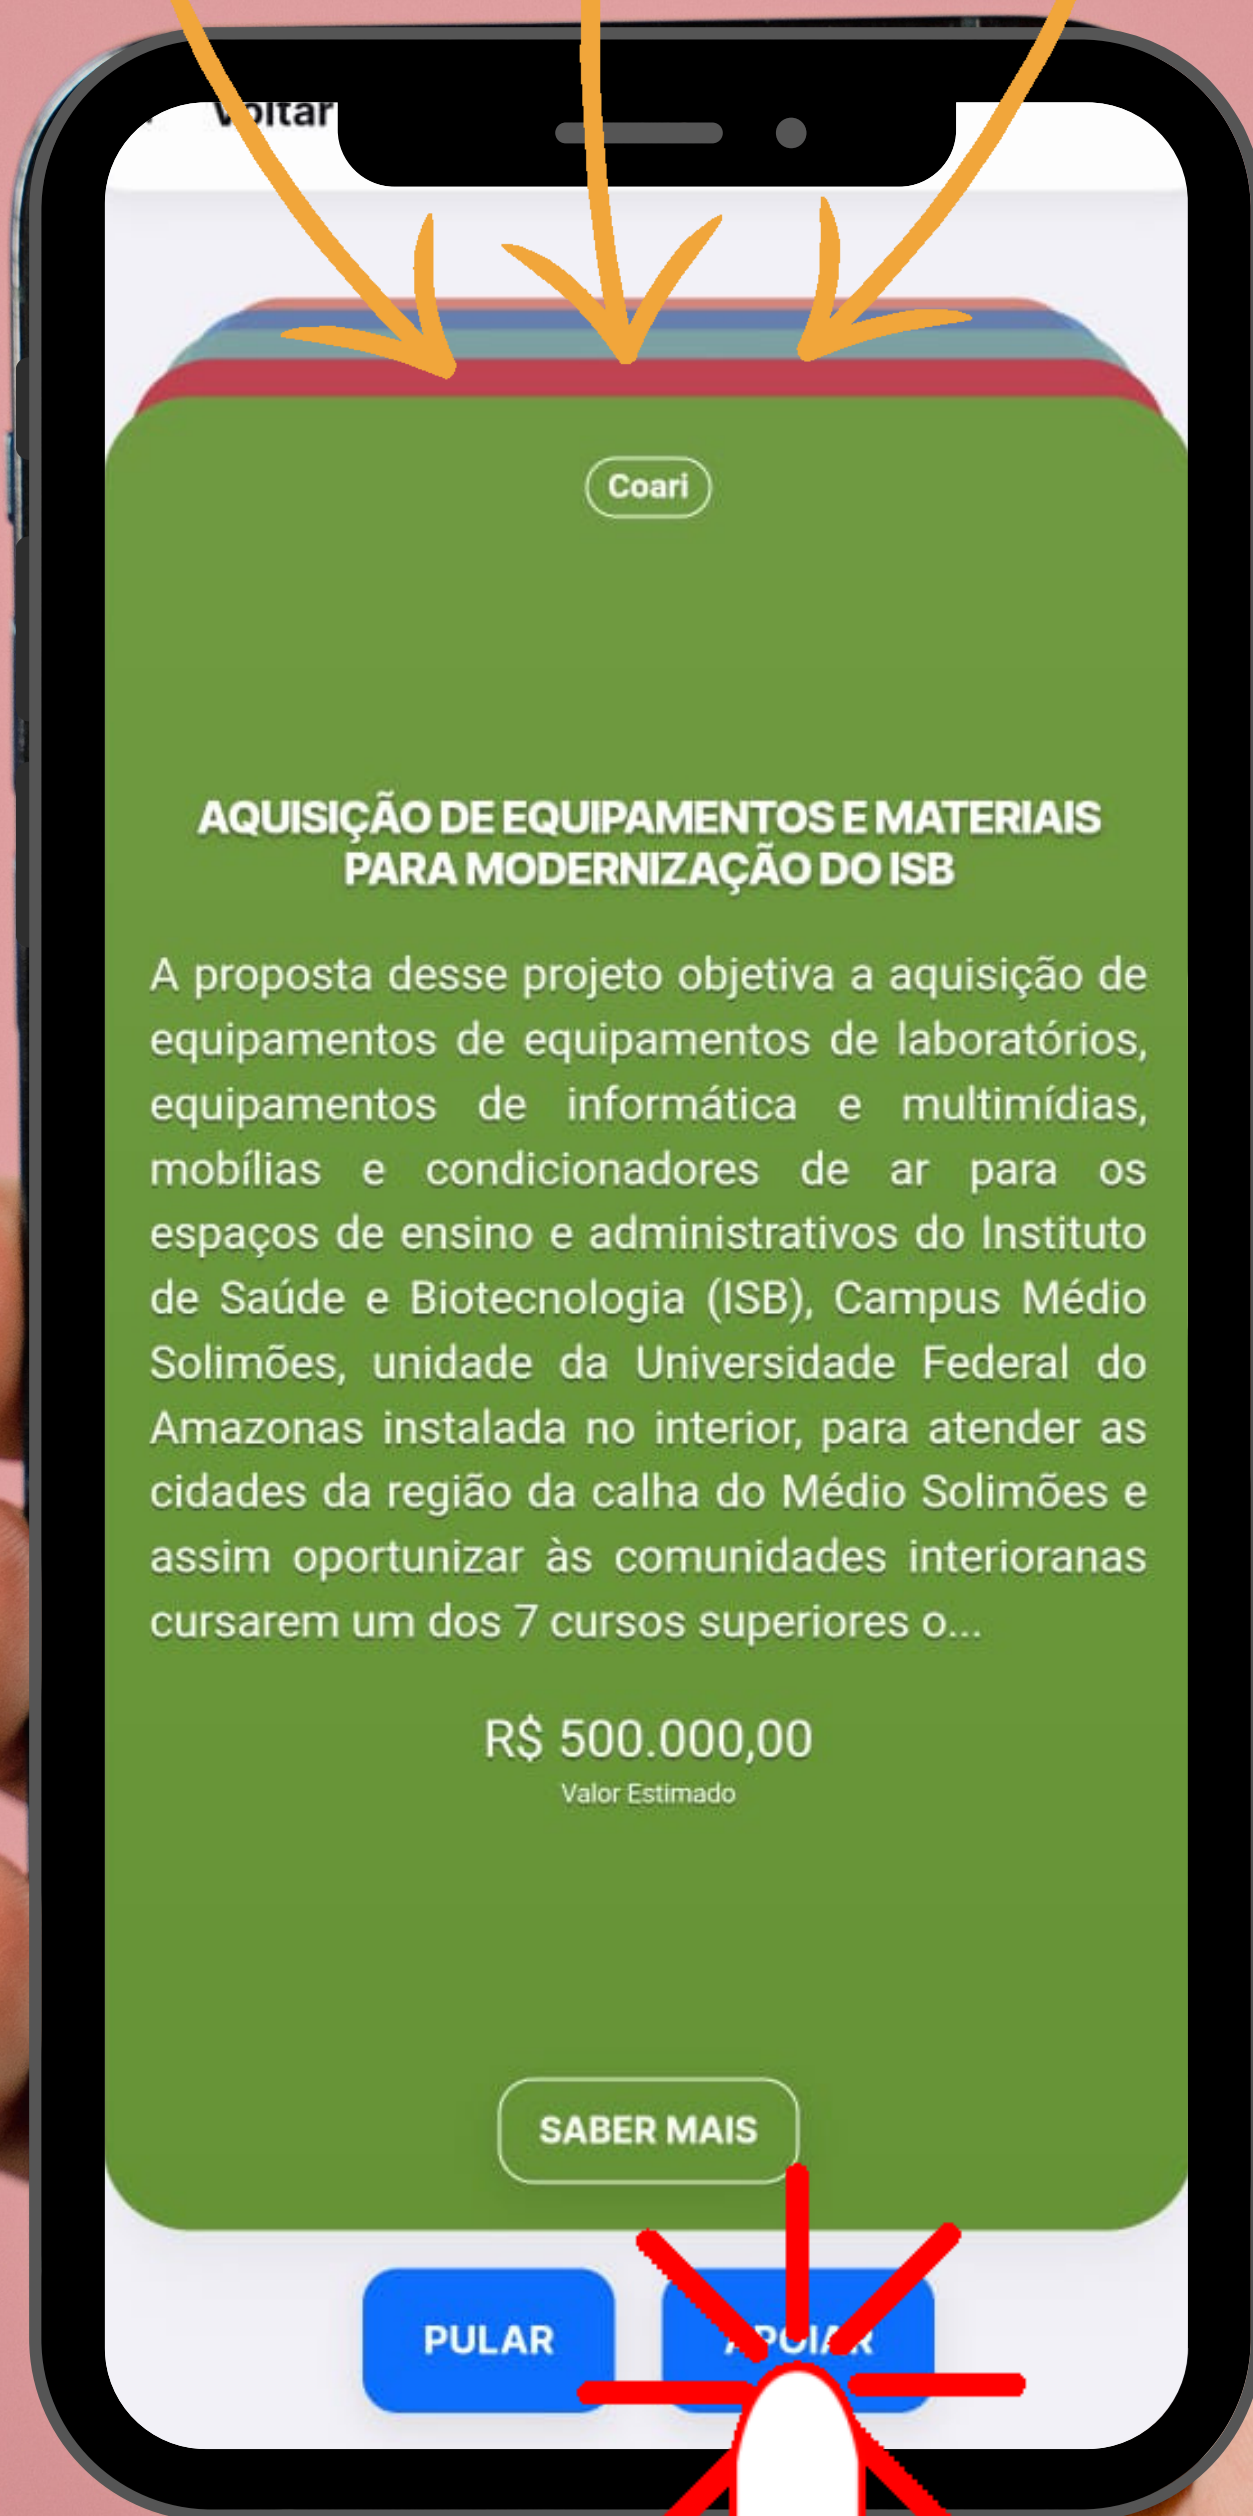 Voltar
Coari
AQUISIÇÃO DE EQUIPAMENTOS E MATERIAIS
PARA MODERNIZAÇÃO DO ISB
A proposta desse projeto objetiva a aquisição de
equipamentos de equipamentos de laboratórios,
equipamentos de informática e multimídias,
mobílias e condicionadores de ar para os
espaços de ensino e administrativos do Instituto
de Saúde e Biotecnologia (ISB), Campus Médio
Solimões, unidade da Universidade Federal do
Amazonas instalada no interior, para atender as
cidades da região da calha do Médio Solimões e
assim oportunizar às comunidades interioranas
cursarem um dos 7 cursos superiores o...
R$ 500.000,00
Valor Estimado
SABER MAIS
PULAR
APOIAR